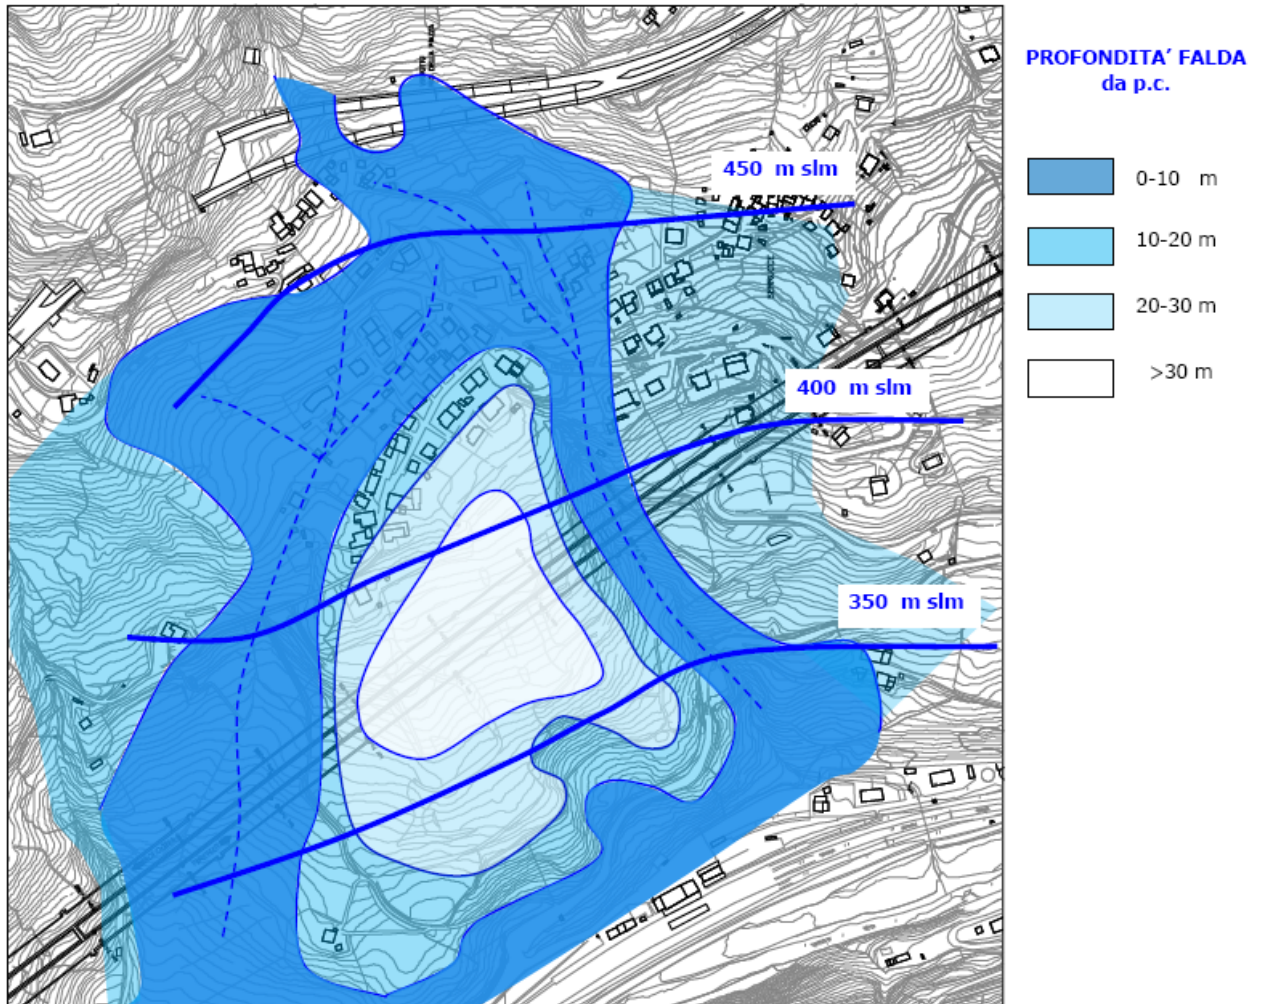 PROFONDITA’ FALDA
da p.c.
450 m slm
0-10 m
10-20 m
20-30 m
>30 m
400 m slm
350 m slm